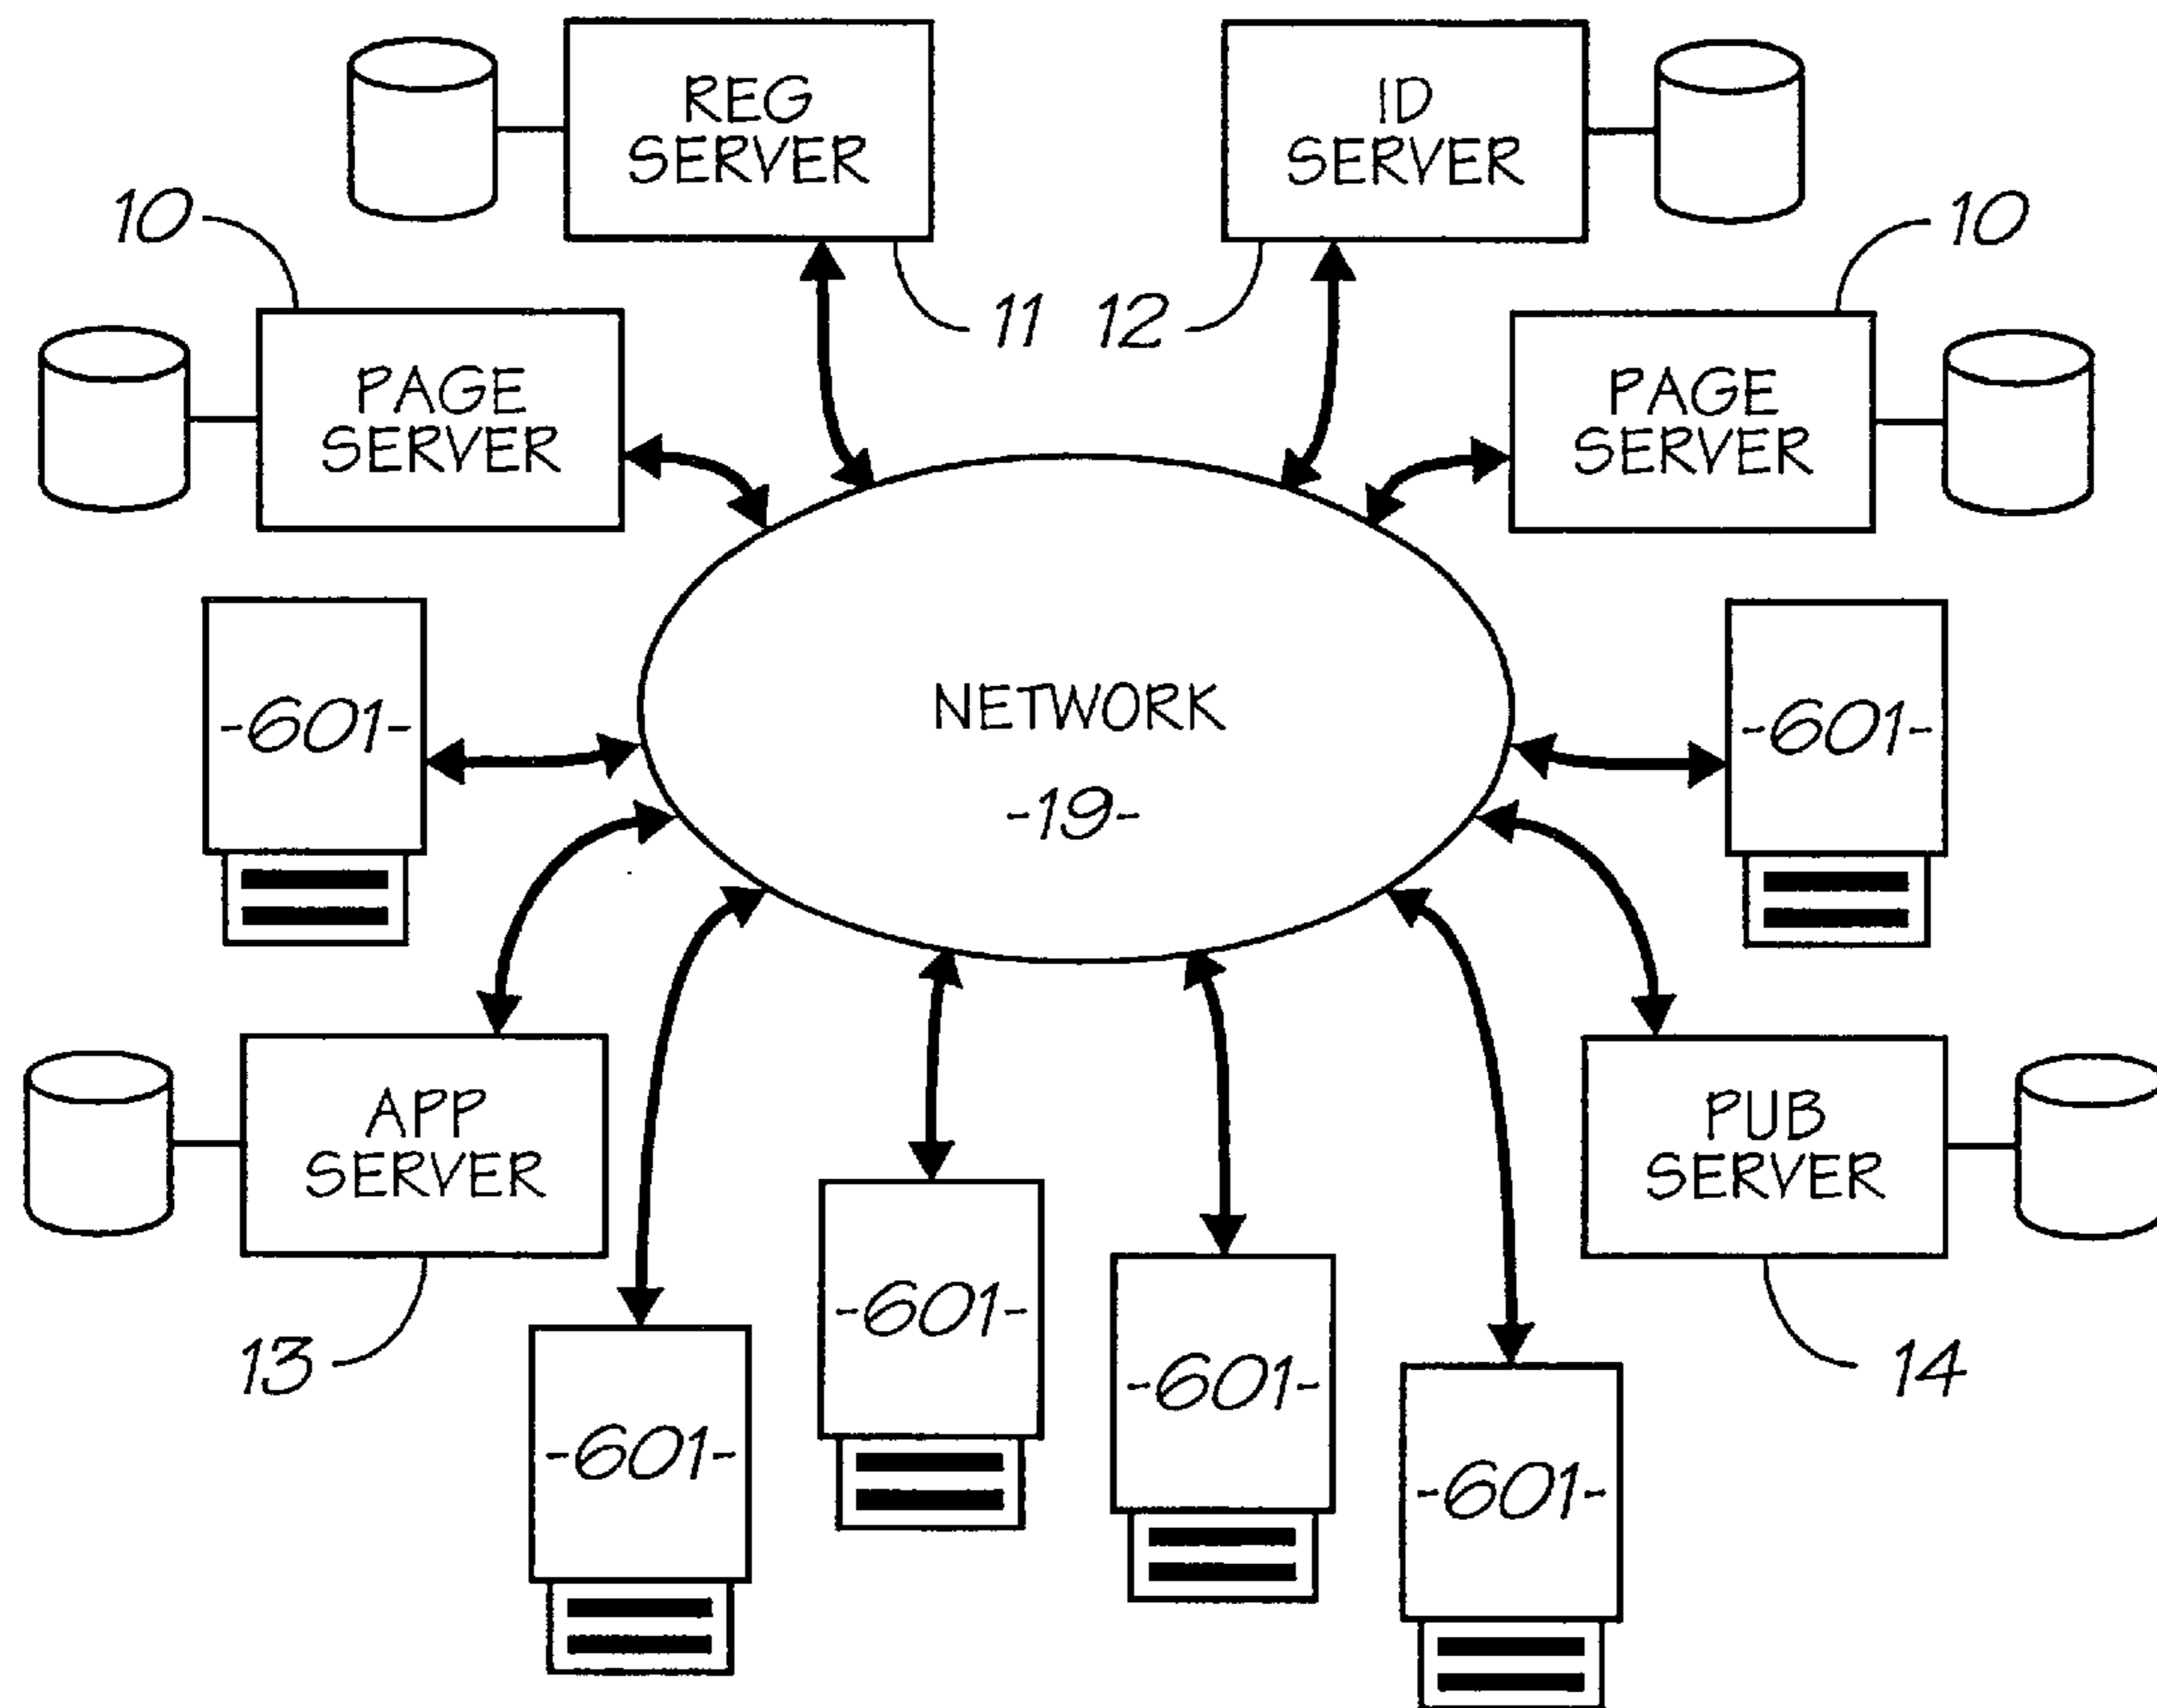 REG
SERVER
ID
SERVER
10
10
11
12
PAGE
SERVER
PAGE
SERVER
-601-
NETWORK
-19-
-601-
APP
SERVER
PUB
SERVER
-601-
-601-
13
14
-601-
-601-